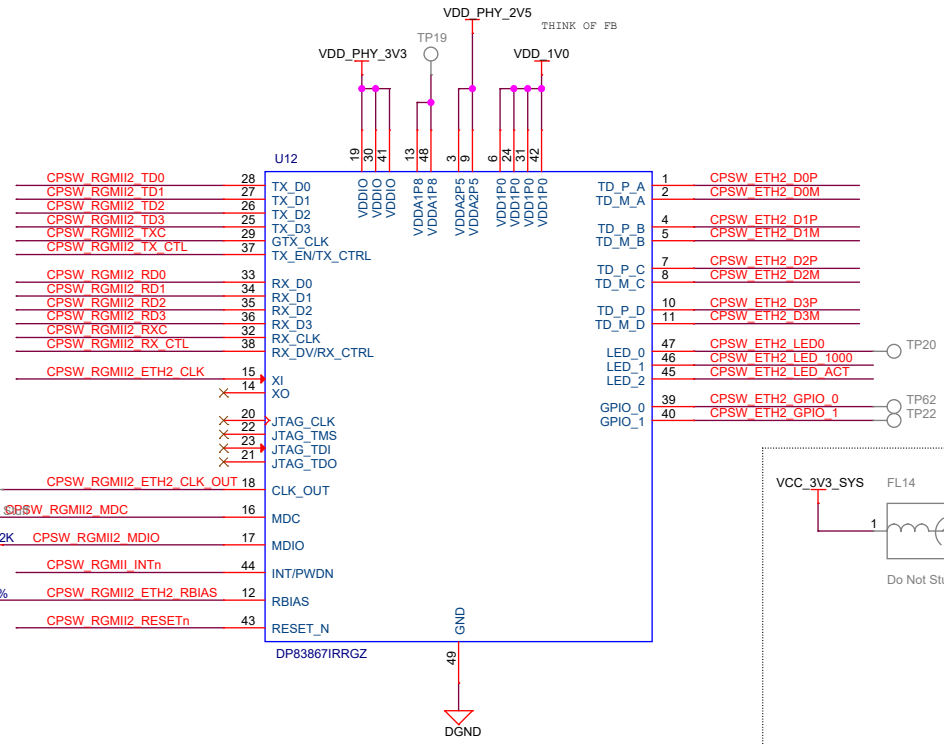 VDD_PHY_2V5
THINK OF FB
TP19
VDD_PHY_3V3
VDD_1V0
19
30
41
13
48
3
9
6
24
31
42
U12
VDDIO
VDDIO
VDDIO
VDDA1P8
VDDA1P8
VDDA2P5
VDDA2P5
VDD1P0
VDD1P0
VDD1P0
VDD1P0
CPSW_RGMII2_TD0 28 TX_D0
CPSW_RGMII2_TD1 27 TX_D1
CPSW_RGMII2_TD2 26 TX_D2
CPSW_RGMII2_TD3 25 TX_D3
CPSW_RGMII2_TXC 29 GTX_CLK
CPSW_RGMII2_TX_CTL 37 TX_EN/TX_CTRL
CPSW_RGMII2_RD0 33 RX_D0
CPSW_RGMII2_RD1 34 RX_D1
CPSW_RGMII2_RD2 35 RX_D2
CPSW_RGMII2_RD3 36 RX_D3
CPSW_RGMII2_RXC 32 RX_CLK
CPSW_RGMII2_RX_CTL 38 RX_DV/RX_CTRL
CPSW_RGMII2_ETH2_CLK 15 XI
14 XO
20 JTAG_CLK
22 JTAG_TMS
23 JTAG_TDI
21 JTAG_TDO
CPSW_RGMII2_ETH2_CLK_OUT 18 CLK_OUT
CPSW_RGMII2_MDC 16 MDC
2K CPSW_RGMII2_MDIO 17 MDIO
CPSW_RGMII_INTn 44 INT/PWDN
% CPSW_RGMII2_ETH2_RBIAS 12 RBIAS
CPSW_RGMII2_RESETn 43 RESET_N
TD_P_A 1 CPSW_ETH2_D0P
TD_M_A 2 CPSW_ETH2_D0M
TD_P_B 4 CPSW_ETH2_D1P
TD_M_B 5 CPSW_ETH2_D1M
TD_P_C 7 CPSW_ETH2_D2P
TD_M_C 8 CPSW_ETH2_D2M
TD_P_D 10 CPSW_ETH2_D3P
TD_M_D 11 CPSW_ETH2_D3M
LED_0 47 CPSW_ETH2_LED0 TP20
LED_1 46 CPSW_ETH2_LED_1000
LED_2 45 CPSW_ETH2_LED_ACT
GPIO_0 39 CPSW_ETH2_GPIO_0 TP62
GPIO_1 40 CPSW_ETH2_GPIO_1 TP22
GND
49
DGND
DP83867IRRGZ
VCC_3V3_SYS
FL14
1
Do Not Stu